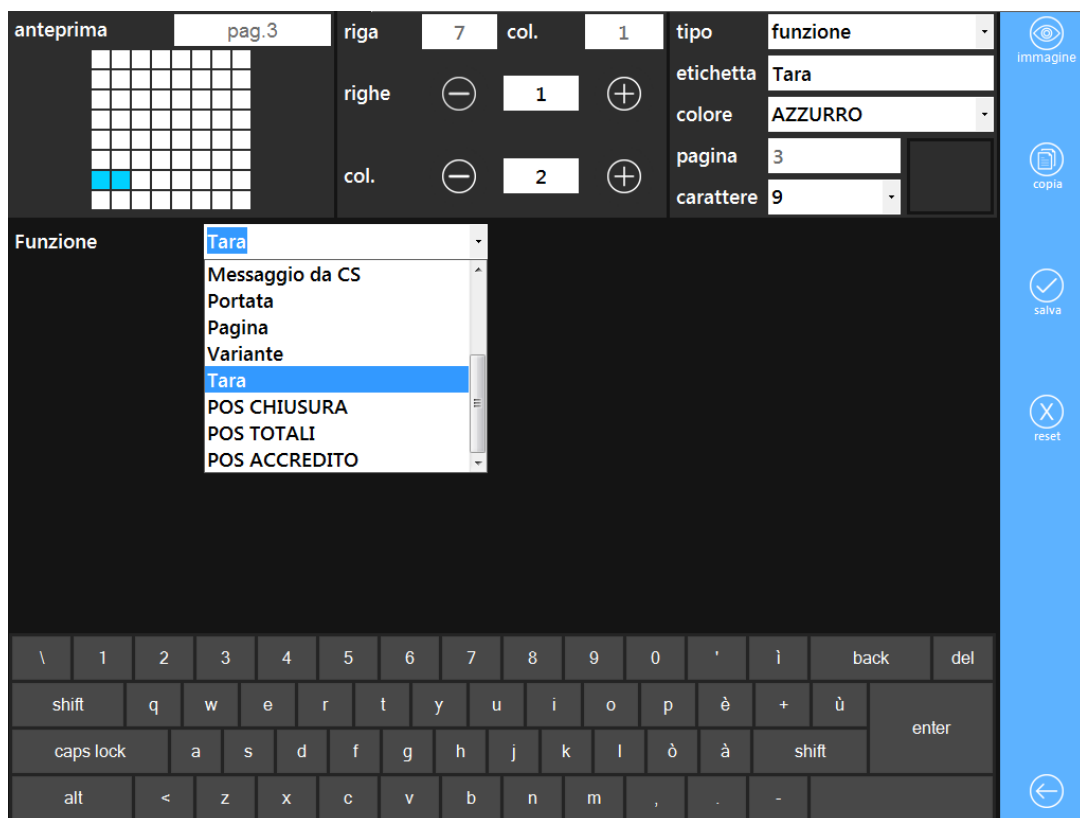 anteprima pag.3 riga 7 col. 1 tipo funzione
immagine
etichetta Tara
righe 1
colore AZZURRO
pagina 3
col. 2
copia
carattere 9
Funzione Tara
Messaggio da CS
Portata
salva
Pagina
Variante
Tara
POS CHIUSURA
POS TOTALI
reset
POS ACCREDITO
\ 1 2 3 4 5 6 7 8 9 0 ' ì back del
shift q w e r t y u i o p è + ù
enter
caps lock a s d f g h j k l ò à shift
alt < z x c v b n m , . -